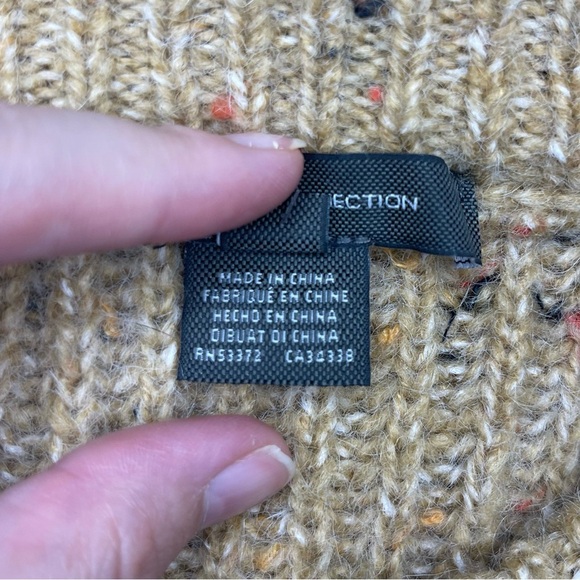 ECTION
MADE IN CHINA
FABRIQUÉ EN CHINE
HECHO EN CHINA
DIBUAT DI CHINA
RN53372 CA34338